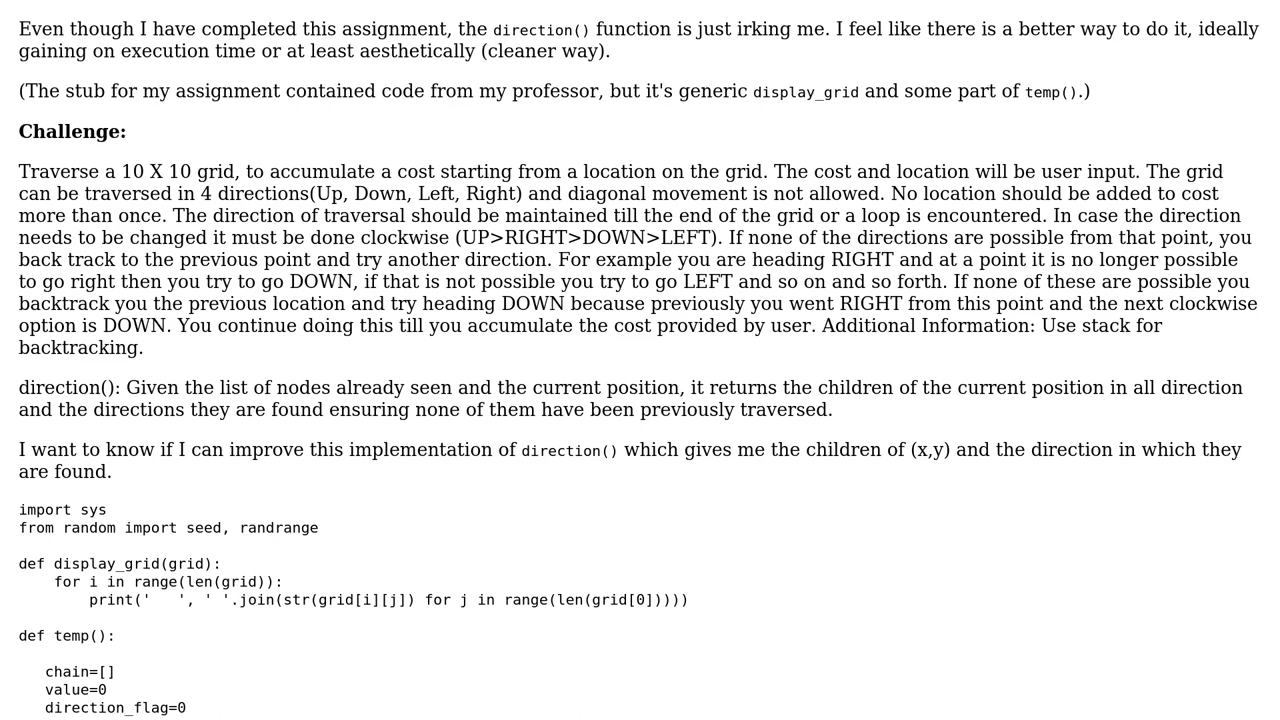 Even though I have completed this assignment, the direction() function is just irking me. I feel like there is a better way to do it, ideally
gaining on execution time or at least aesthetically (cleaner way).
(The stub for my assignment contained code from my professor, but it's generic display_grid and some part of temp().)
Challenge:
Traverse a 10 X 10 grid, to accumulate a cost starting from a location on the grid. The cost and location will be user input. The grid
can be traversed in 4 directions(Up, Down, Left, Right) and diagonal movement is not allowed. No location should be added to cost
more than once. The direction of traversal should be maintained till the end of the grid or a loop is encountered. In case the direction
needs to be changed it must be done clockwise (UP>RIGHT>DOWN>LEFT). If none of the directions are possible from that point, you
back track to the previous point and try another direction. For example you are heading RIGHT and at a point it is no longer possible
to go right then you try to go DOWN, if that is not possible you try to go LEFT and so on and so forth. If none of these are possible you
backtrack you the previous location and try heading DOWN because previously you went RIGHT from this point and the next clockwise
option is DOWN. You continue doing this till you accumulate the cost provided by user. Additional Information: Use stack for
backtracking.
direction(): Given the list of nodes already seen and the current position, it returns the children of the current position in all direction
and the directions they are found ensuring none of them have been previously traversed.
I want to know if I can improve this implementation of direction() which gives me the children of (x,y) and the direction in which they
are found.
import sys
from random import seed, randrange
def display_grid(grid):
    for i in range(len(grid)):
        print('   ', ' '.join(str(grid[i][j]) for j in range(len(grid[0]))))
def temp():
   chain=[]
   value=0
   direction_flag=0